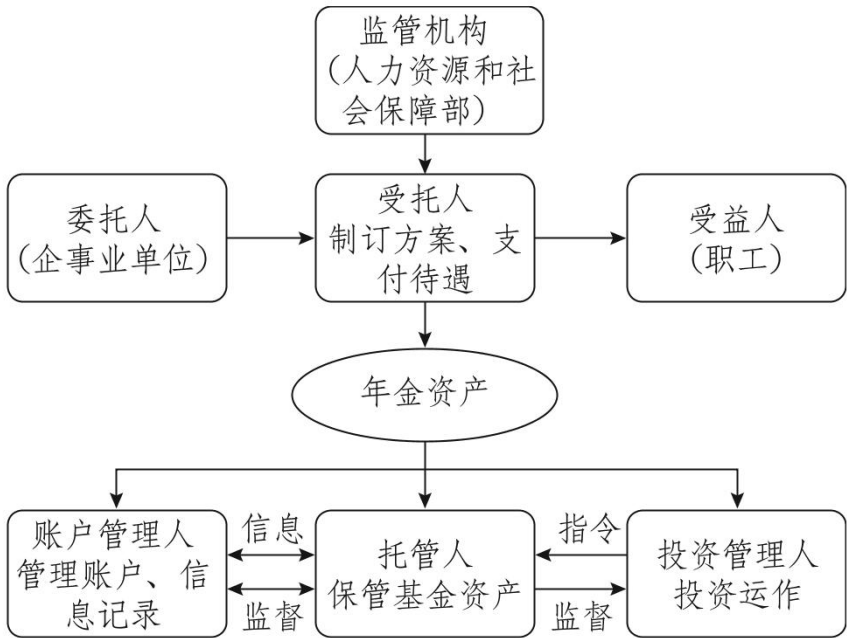 监管机构
(人力资源和社
会保障部)
委托人
(企事业单位)
受托人
制订方案、支
付待遇
受益人
(职工)
年金资产
账户管理人
管理账户、信
息记录
信息
监督
托管人
保管基金资产
指令
监督
投资管理人
投资运作